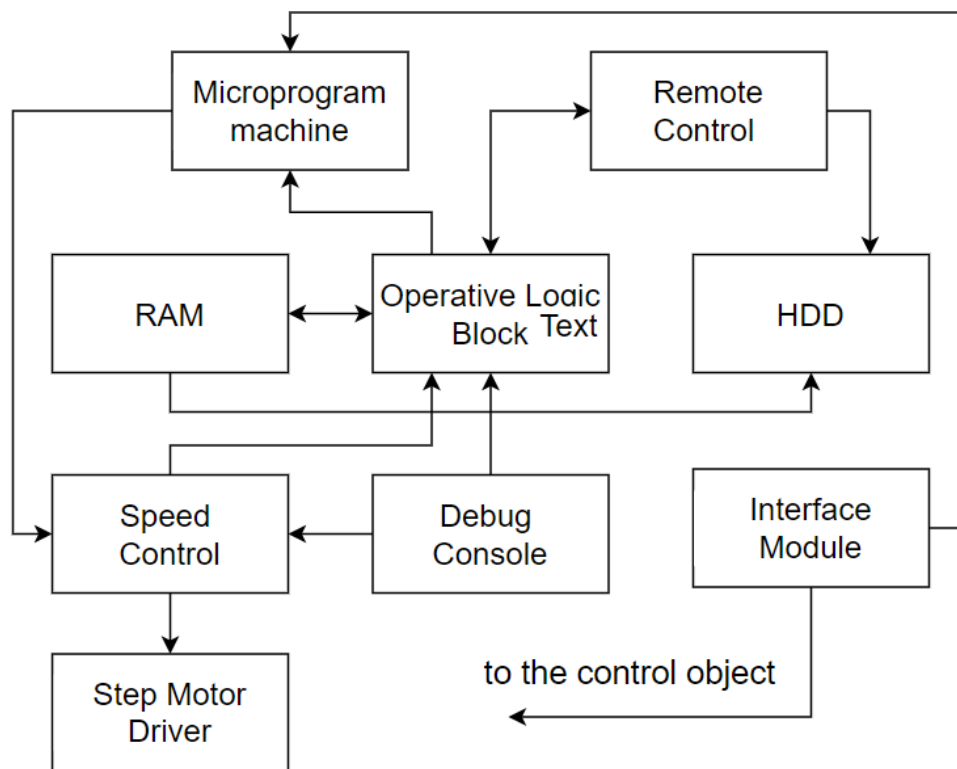 Microprogram
machine
Remote
Control
RAM
Operative Logic
Block Text
HDD
Speed
Control
Debug
Console
Interface
Module
Step Motor
Driver
to the control object